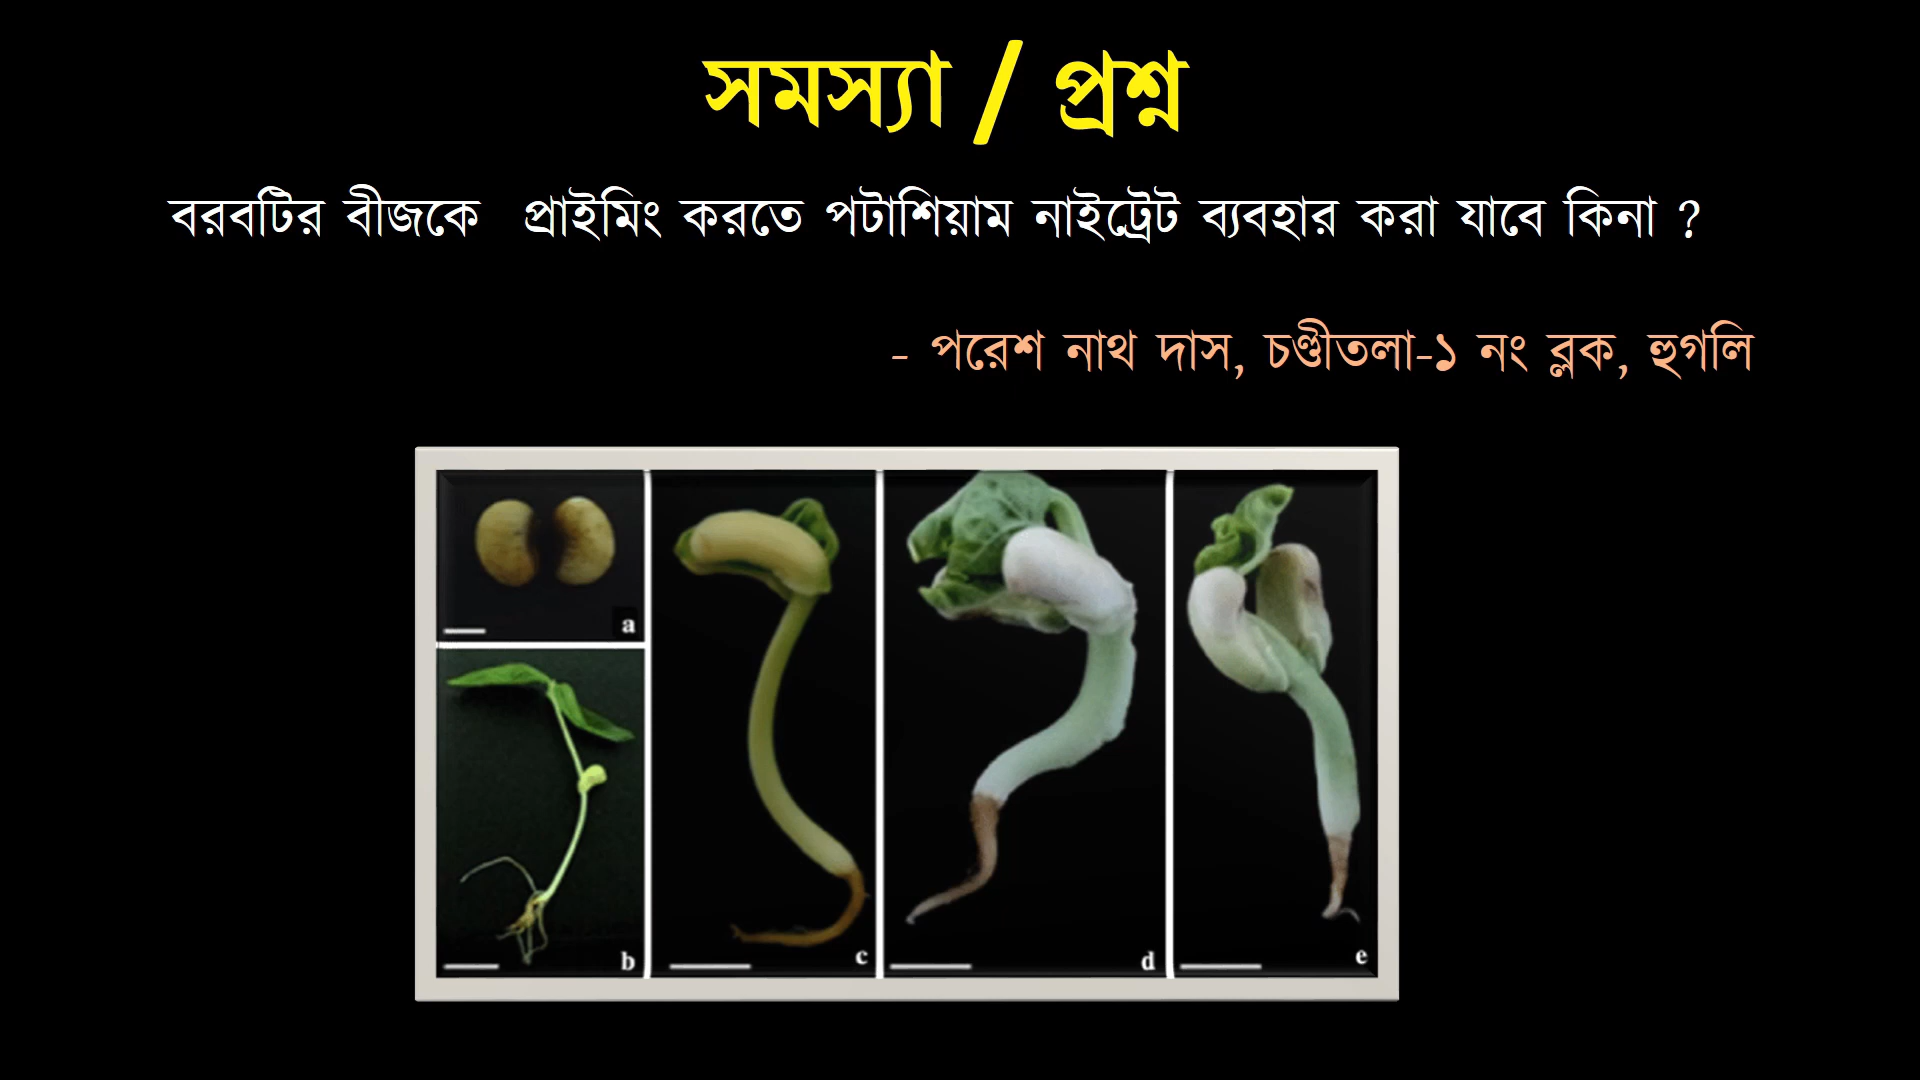 সমস্যা / প্রশ্ন
বরবটির বীজকে প্রাইমিং করতে পটাশিয়াম নাইট্রেট ব্যবহার করা যাবে কিনা ?
- পরেশ নাথ দাস, চণ্ডীতলা-১ নং ব্লক, হুগলি
a
b
c
d
e